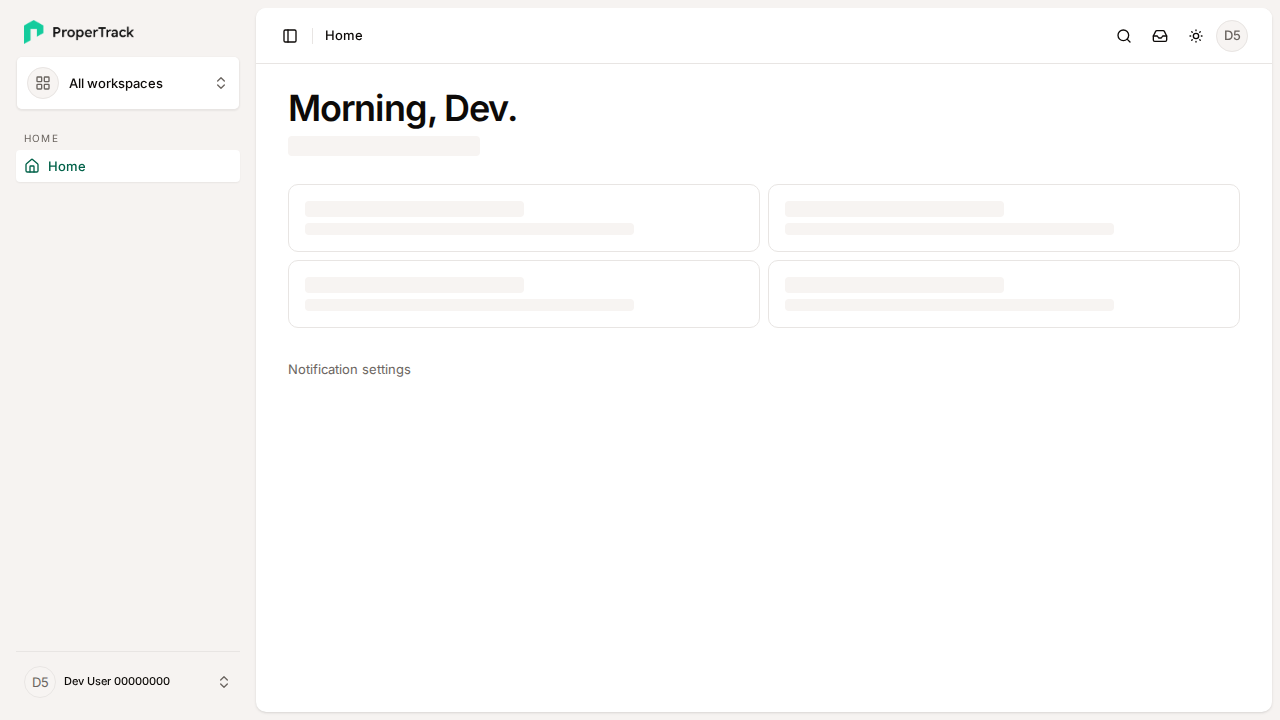 ProperTrack
All workspaces
HOME
Home
D5
Dev User 00000000
Home
D5
Morning, Dev.
Notification settings